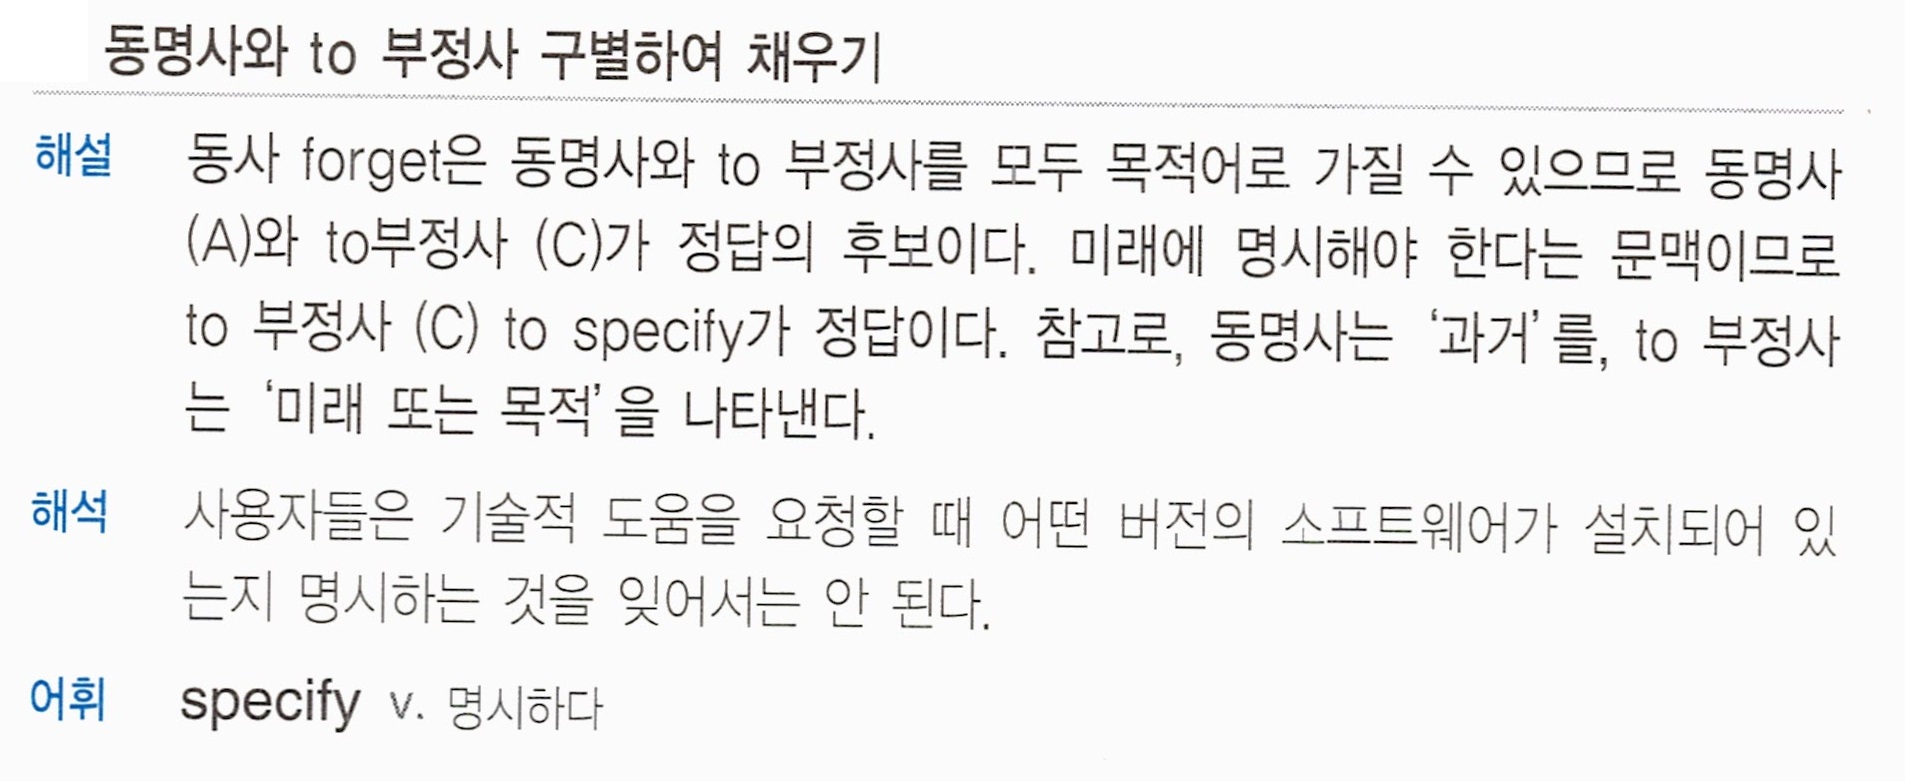 동명사와 to 부정사 구별하여 채우기
해설 동사 forget은 동명사와 to 부정사를 모두 목적어로 가질 수 있으므로 동명사
(A)와 to부정사 (C)가 정답의 후보이다. 미래에 명시해야 한다는 문맥이므로
to 부정사 (C) to specify가 정답이다. 참고로, 동명사는 ‘과거’를, to 부정사
는 ‘미래 또는 목적’을 나타낸다.
해석 사용자들은 기술적 도움을 요청할 때 어떤 버전의 소프트웨어가 설치되어 있
는지 명시하는 것을 잊어서는 안 된다.
어휘 specify v. 명시하다